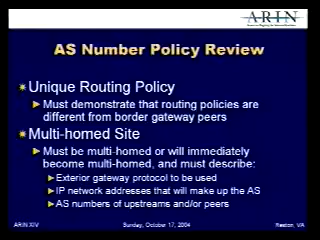 ARIN
AS Number Policy Review
Unique Routing Policy
Must demonstrate that routing policies are
different from border gateway peers
Multi-homed Site
Must be multi-homed or will immediately
become multi-homed, and must describe:
Exterior gateway protocol to be used
IP network addresses that will make up the AS
AS numbers of upstreams and/or peers
ARIN XIV
Sunday, October 17, 2004
Reston, VA